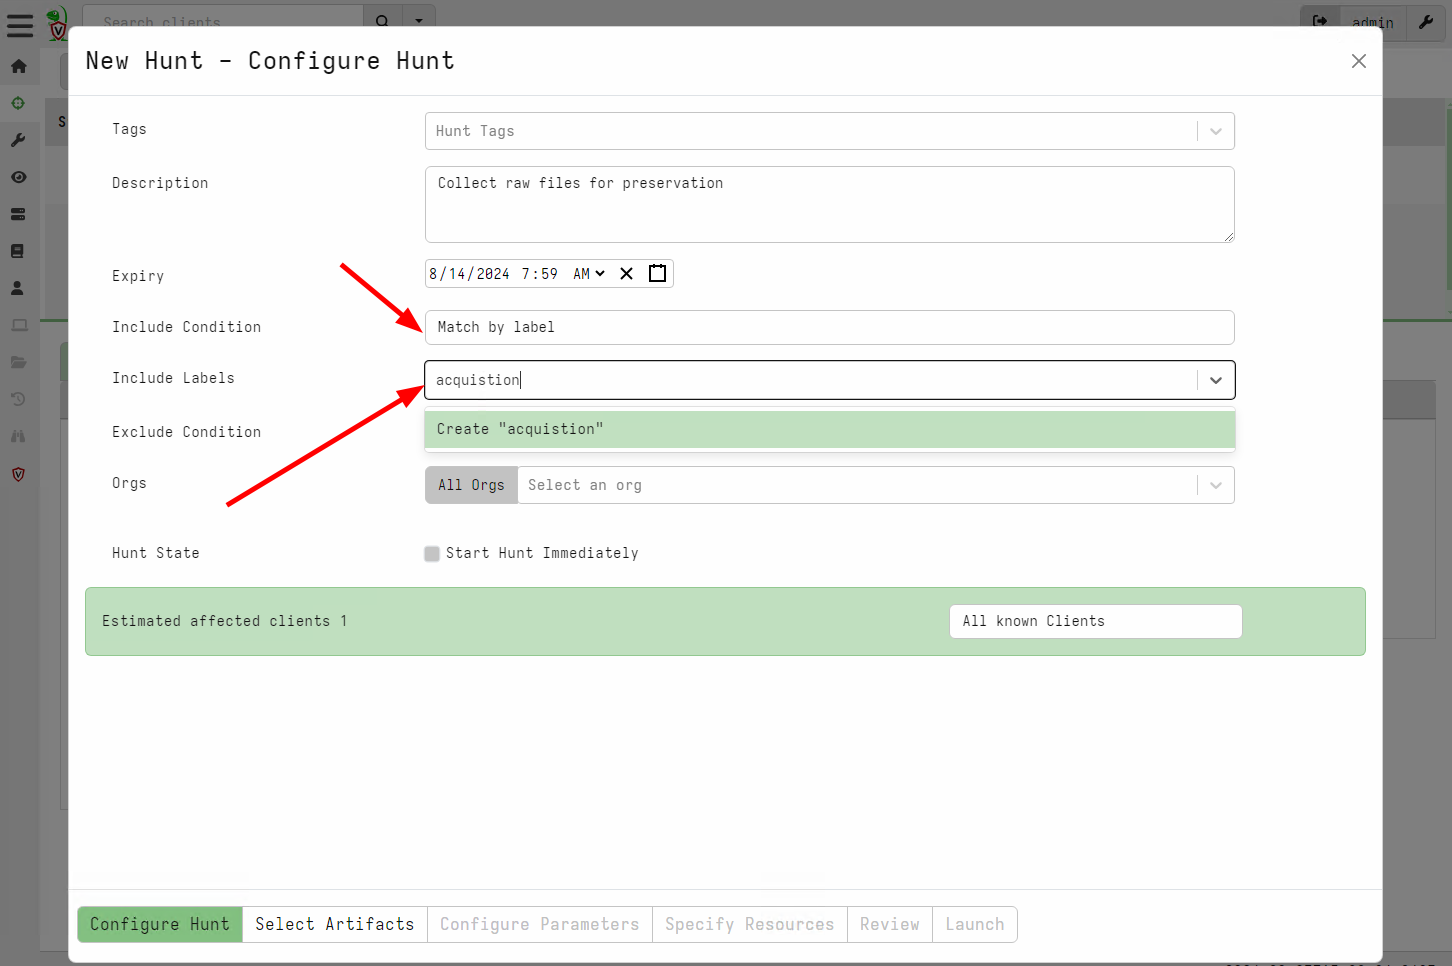 Search clients
admin
New Hunt - Configure Hunt
S
Tags
Hunt Tags
Description
Collect raw files for preservation
Expiry
8/14/2024 7:59 AM
Include Condition
Match by label
Include Labels
acquistion
Create "acquistion"
Exclude Condition
Orgs
All Orgs
Select an org
Hunt State
Start Hunt Immediately
Estimated affected clients 1
All known Clients
Configure Hunt
Select Artifacts
Configure Parameters
Specify Resources
Review
Launch